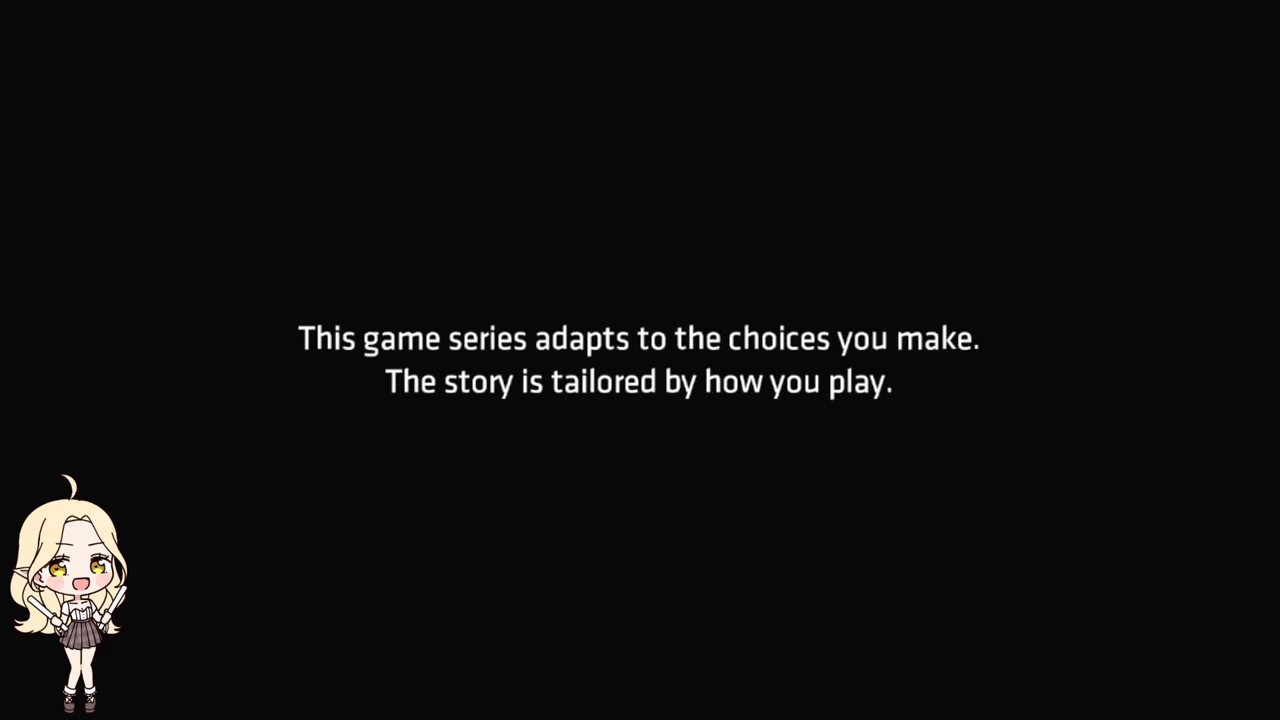 This game series adapts to the choices you make.
The story is tailored by how you play.